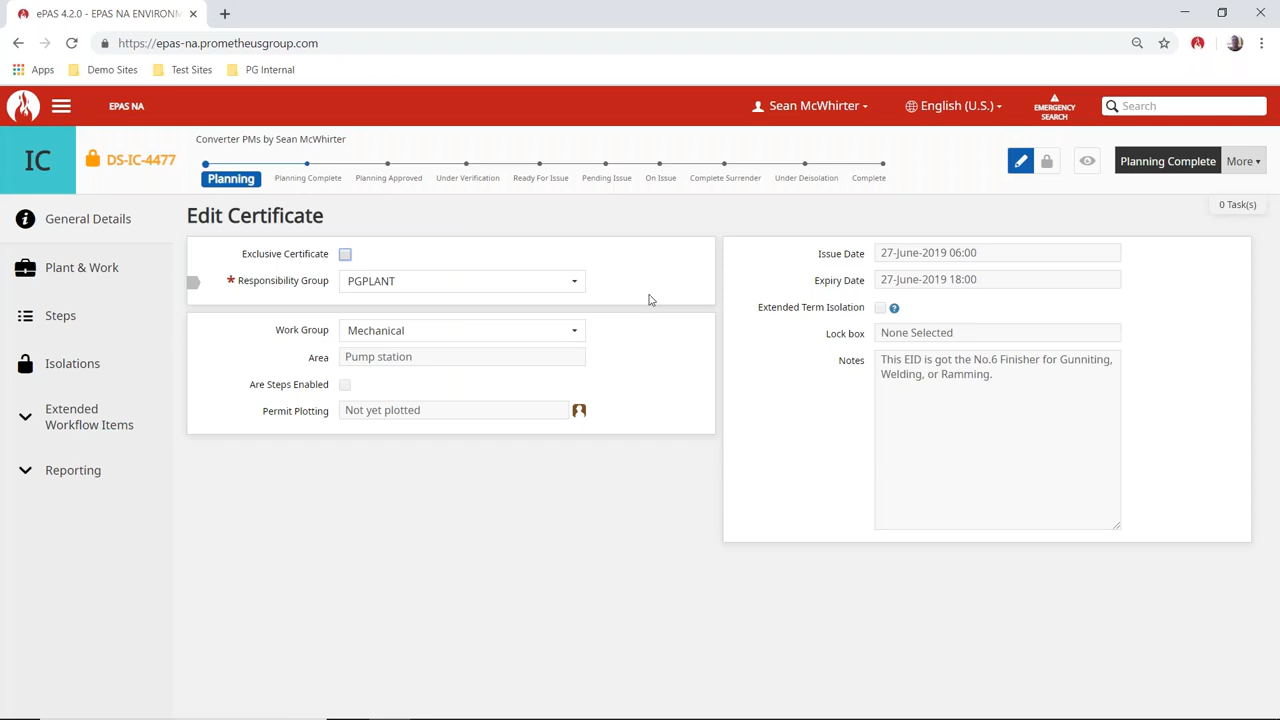 ePAS 4.2.0 - EPAS NA ENVIRONM
https://epas-na.prometheusgroup.com
Apps
Demo Sites
Test Sites
PG Internal
EPAS NA
Sean McWhirter
English (U.S.)
EMERGENCY
SEARCH
Search
IC
DS-IC-4477
Converter PMs by Sean McWhirter
Planning
Planning Complete
Planning Approved
Under Verification
Ready For Issue
Pending Issue
On Issue
Complete Surrender
Under Deisolation
Complete
Planning Complete
More
0 Task(s)
General Details
Plant & Work
Steps
Isolations
Extended
Workflow Items
Reporting
Edit Certificate
Exclusive Certificate
* Responsibility Group
PGPLANT
Work Group
Mechanical
Area
Pump station
Are Steps Enabled
Permit Plotting
Not yet plotted
Issue Date
27-June-2019 06:00
Expiry Date
27-June-2019 18:00
Extended Term Isolation
?
Lock box
None Selected
Notes
This EID is got the No.6 Finisher for Gunniting,
Welding, or Ramming.